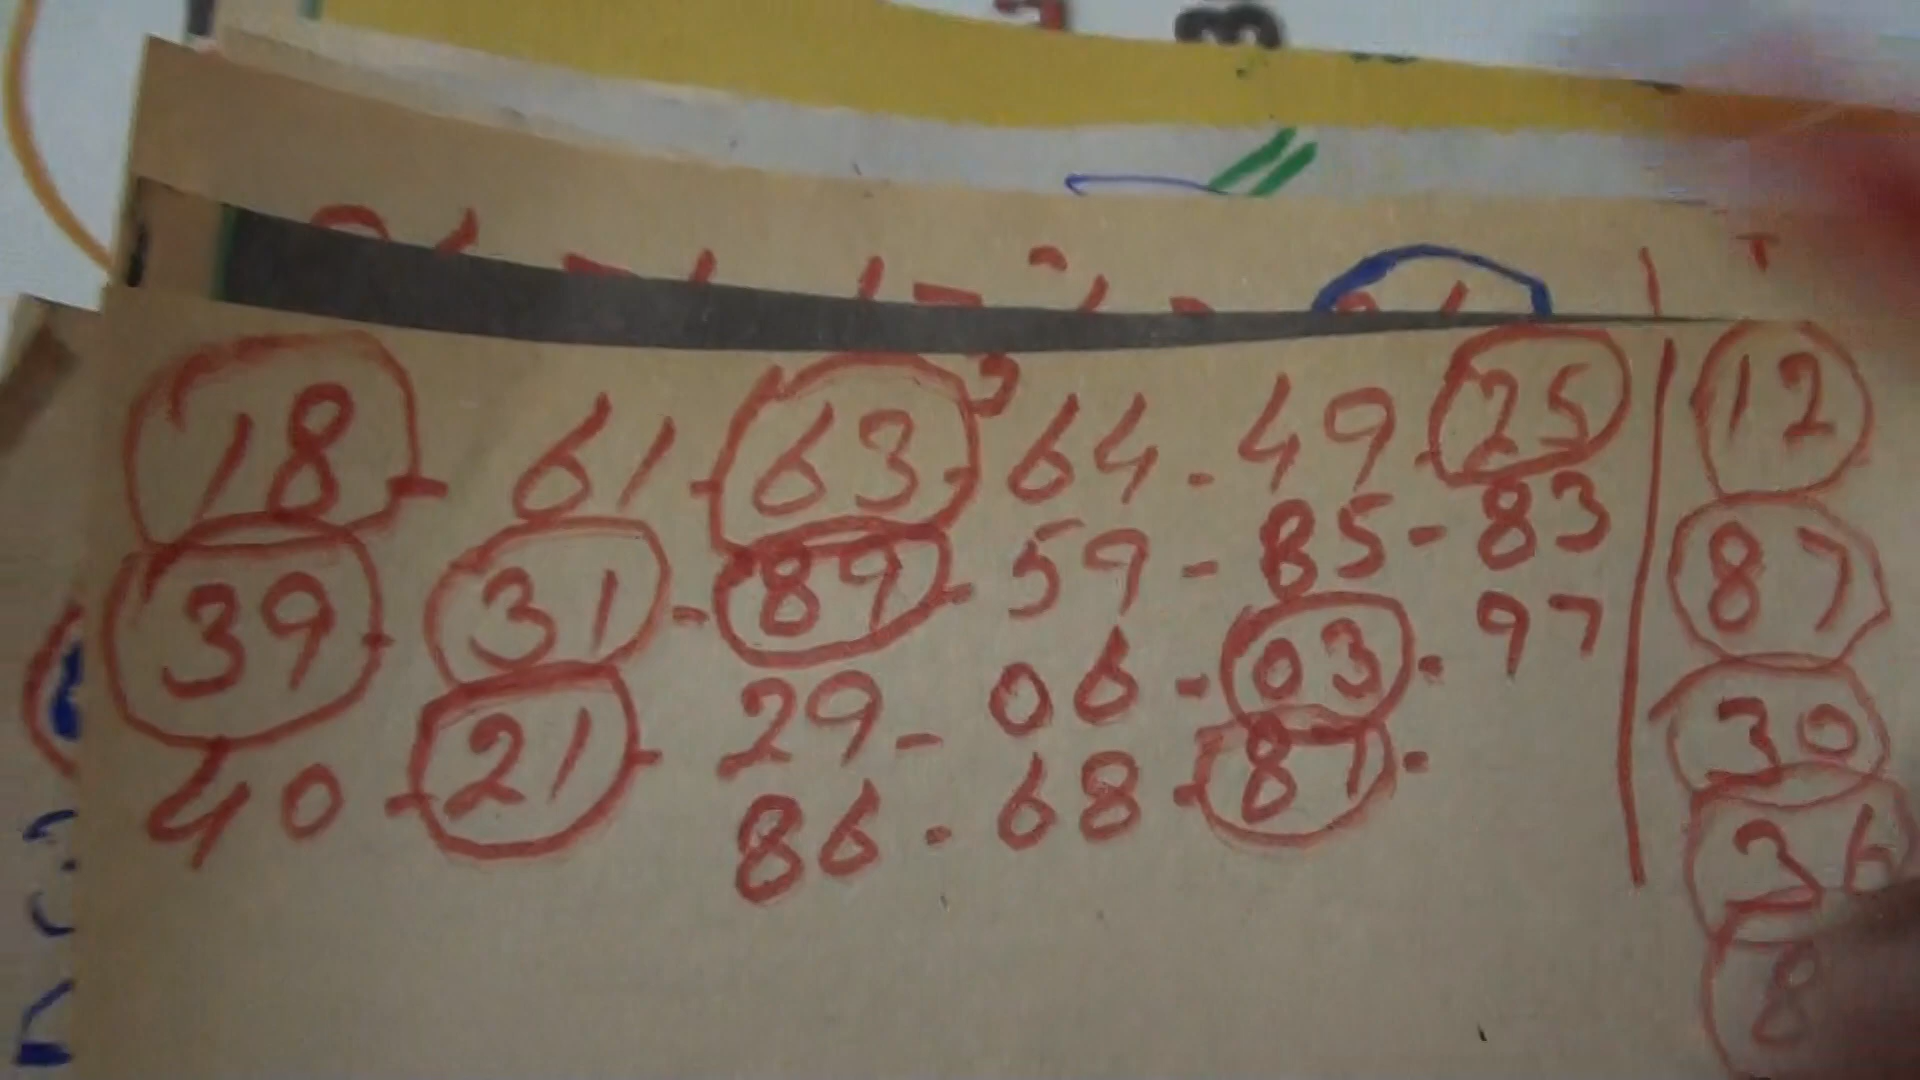 18 - 61 - 63 - 64 - 49 - 25 | 12
39 - 31 - 89 - 59 - 85 - 83 | 87
40 - 21 - 29 - 06 - 03 - 97 | 30
86 - 68 - 87 -